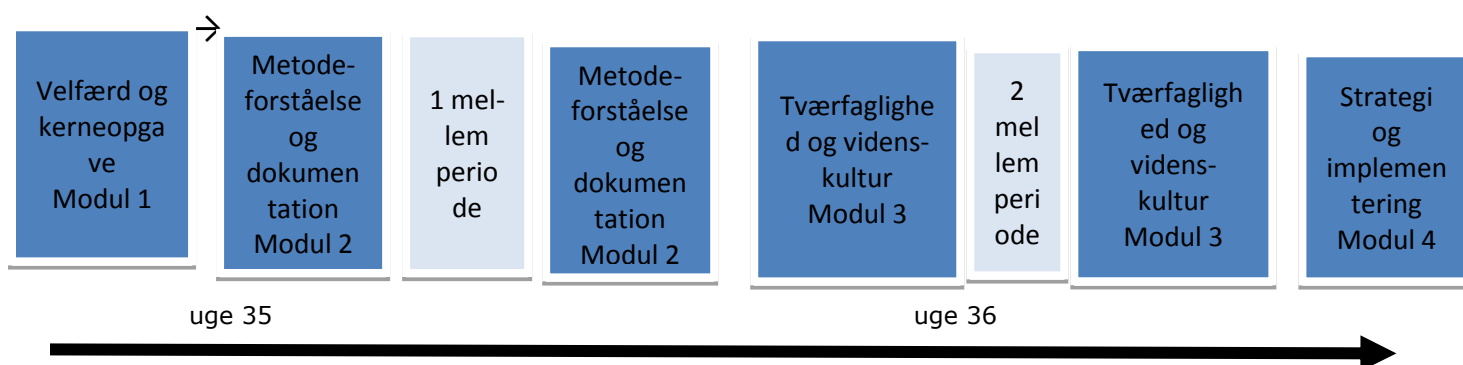 Velfærd og
kerneopga
ve
Modul 1
Metode-
forståelse
og
dokumen
tation
Modul 2
1 mel-
lem
perio
de
Metode-
forståelse
og
dokumen
tation
Modul 2
Tværfaglighe
d og videns-
kultur
Modul 3
2
mel
lem
peri
ode
Tværfagligh
ed og
videns-
kultur
Modul 3
Strategi
og
implemen
tering
Modul 4
uge 35
uge 36